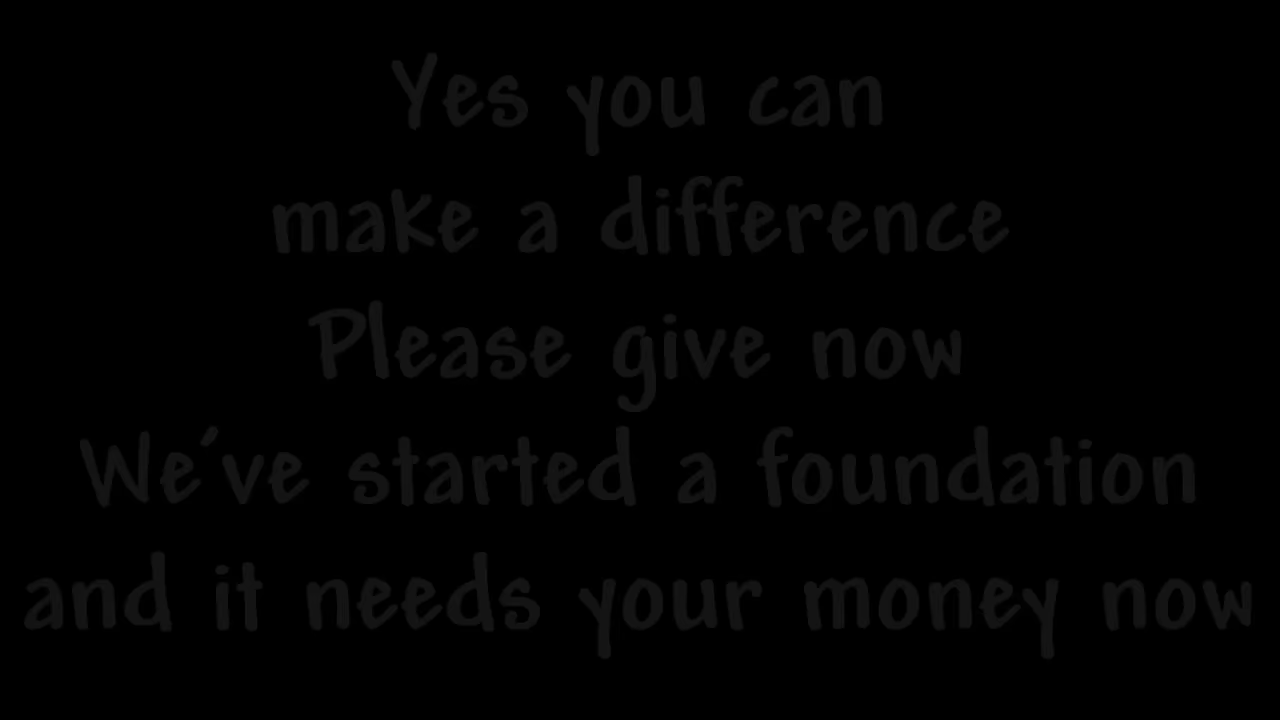 Yes you can
make a difference
Please give now
We've started a foundation
and it needs your money now